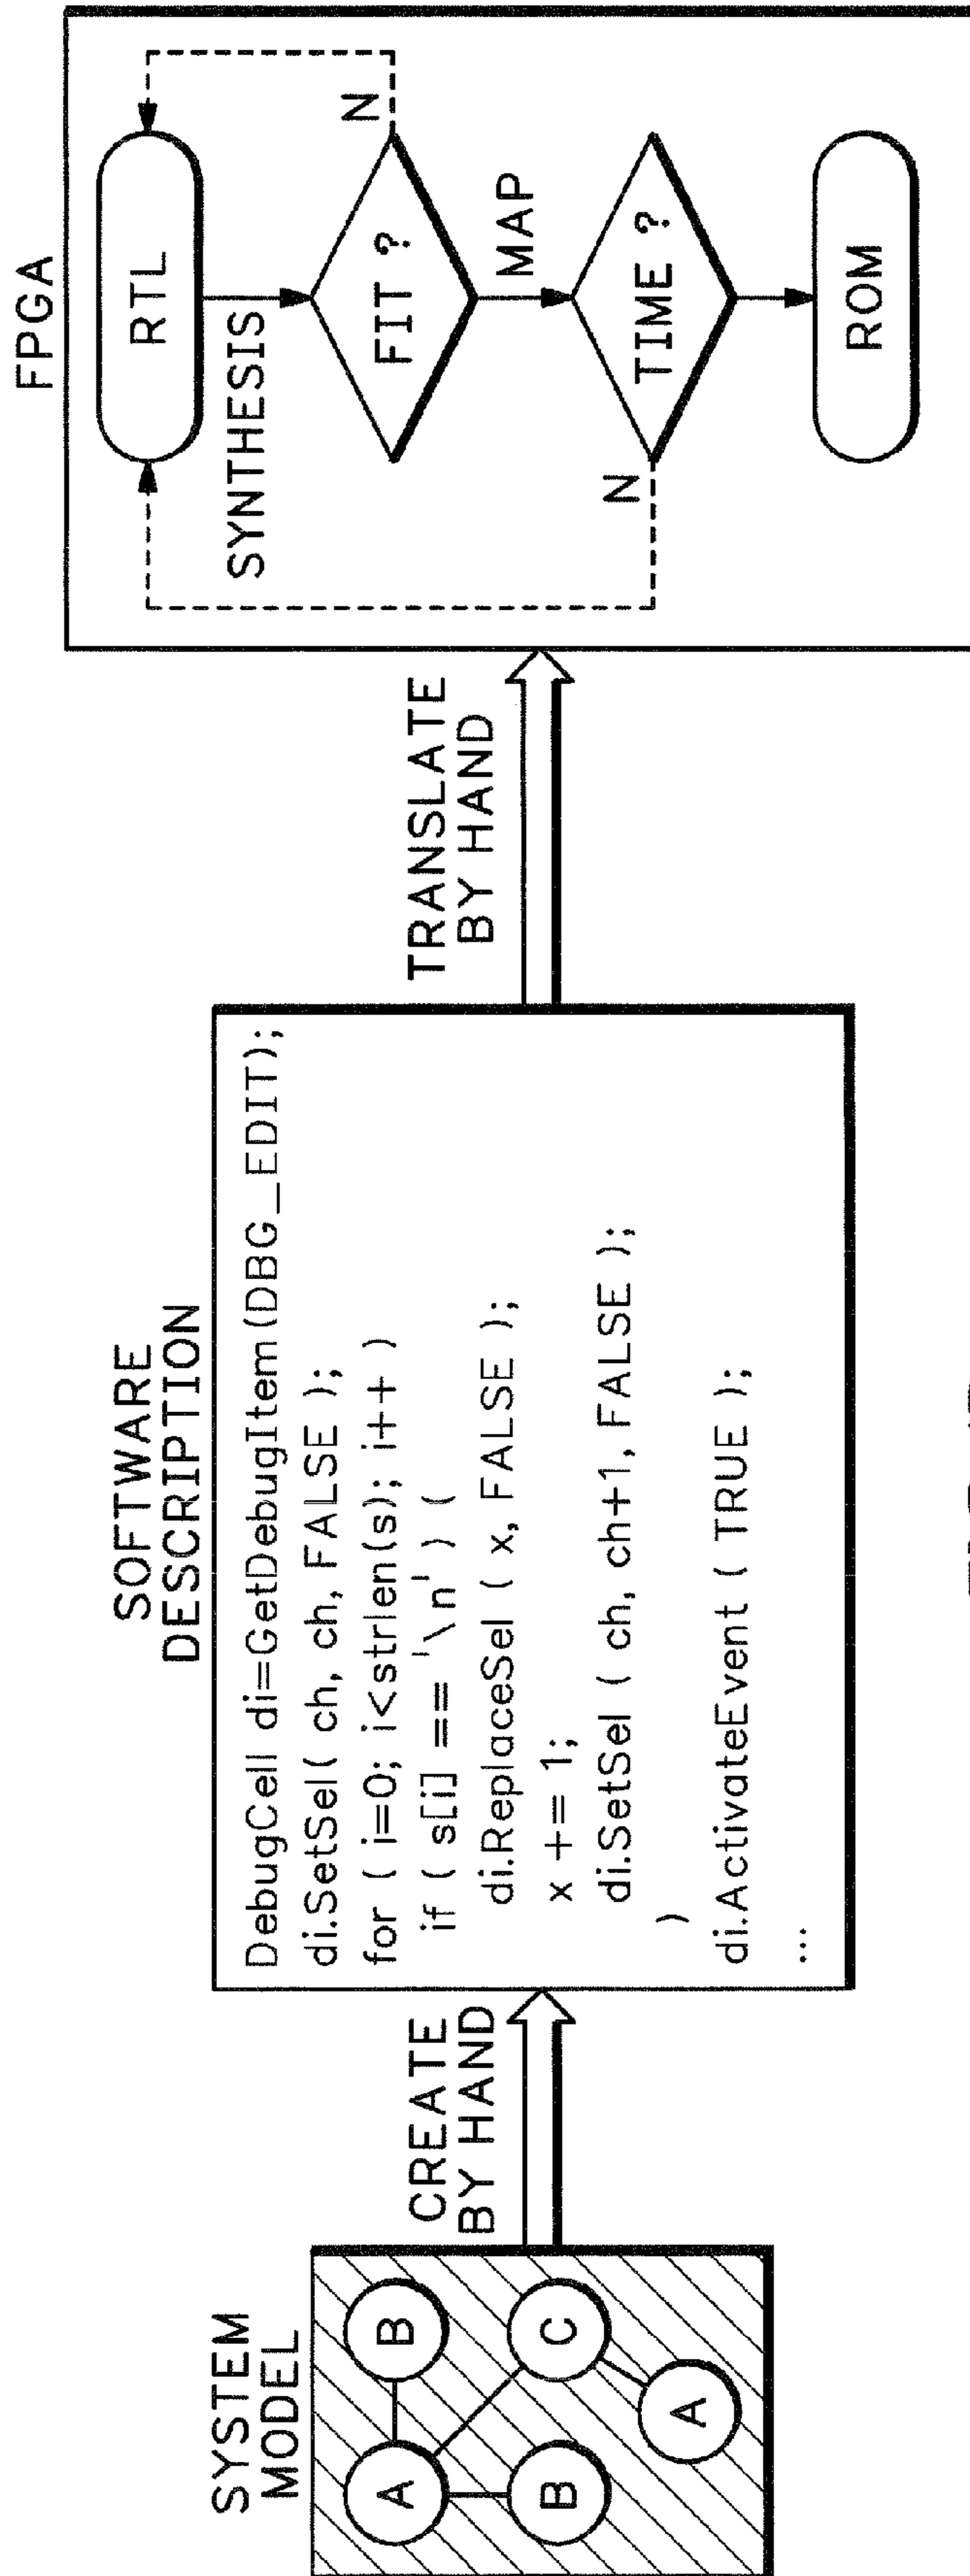 SYSTEM
MODEL
A
B
B
C
A
CREATE
BY HAND
SOFTWARE
DESCRIPTION
DebugCell di=GetDebugItem(DBG_EDIT);
di.SetSel( ch, ch, FALSE );
for ( i=0; i<strlen(s); i++ )
if ( s[i] == '\n' ) (
di.ReplaceSel ( x, FALSE );
x += 1;
di.SetSel ( ch, ch+1, FALSE );
)
di.ActivateEvent ( TRUE );
...
TRANSLATE
BY HAND
FPGA
RTL
SYNTHESIS
FIT ?
N
MAP
TIME ?
N
ROM